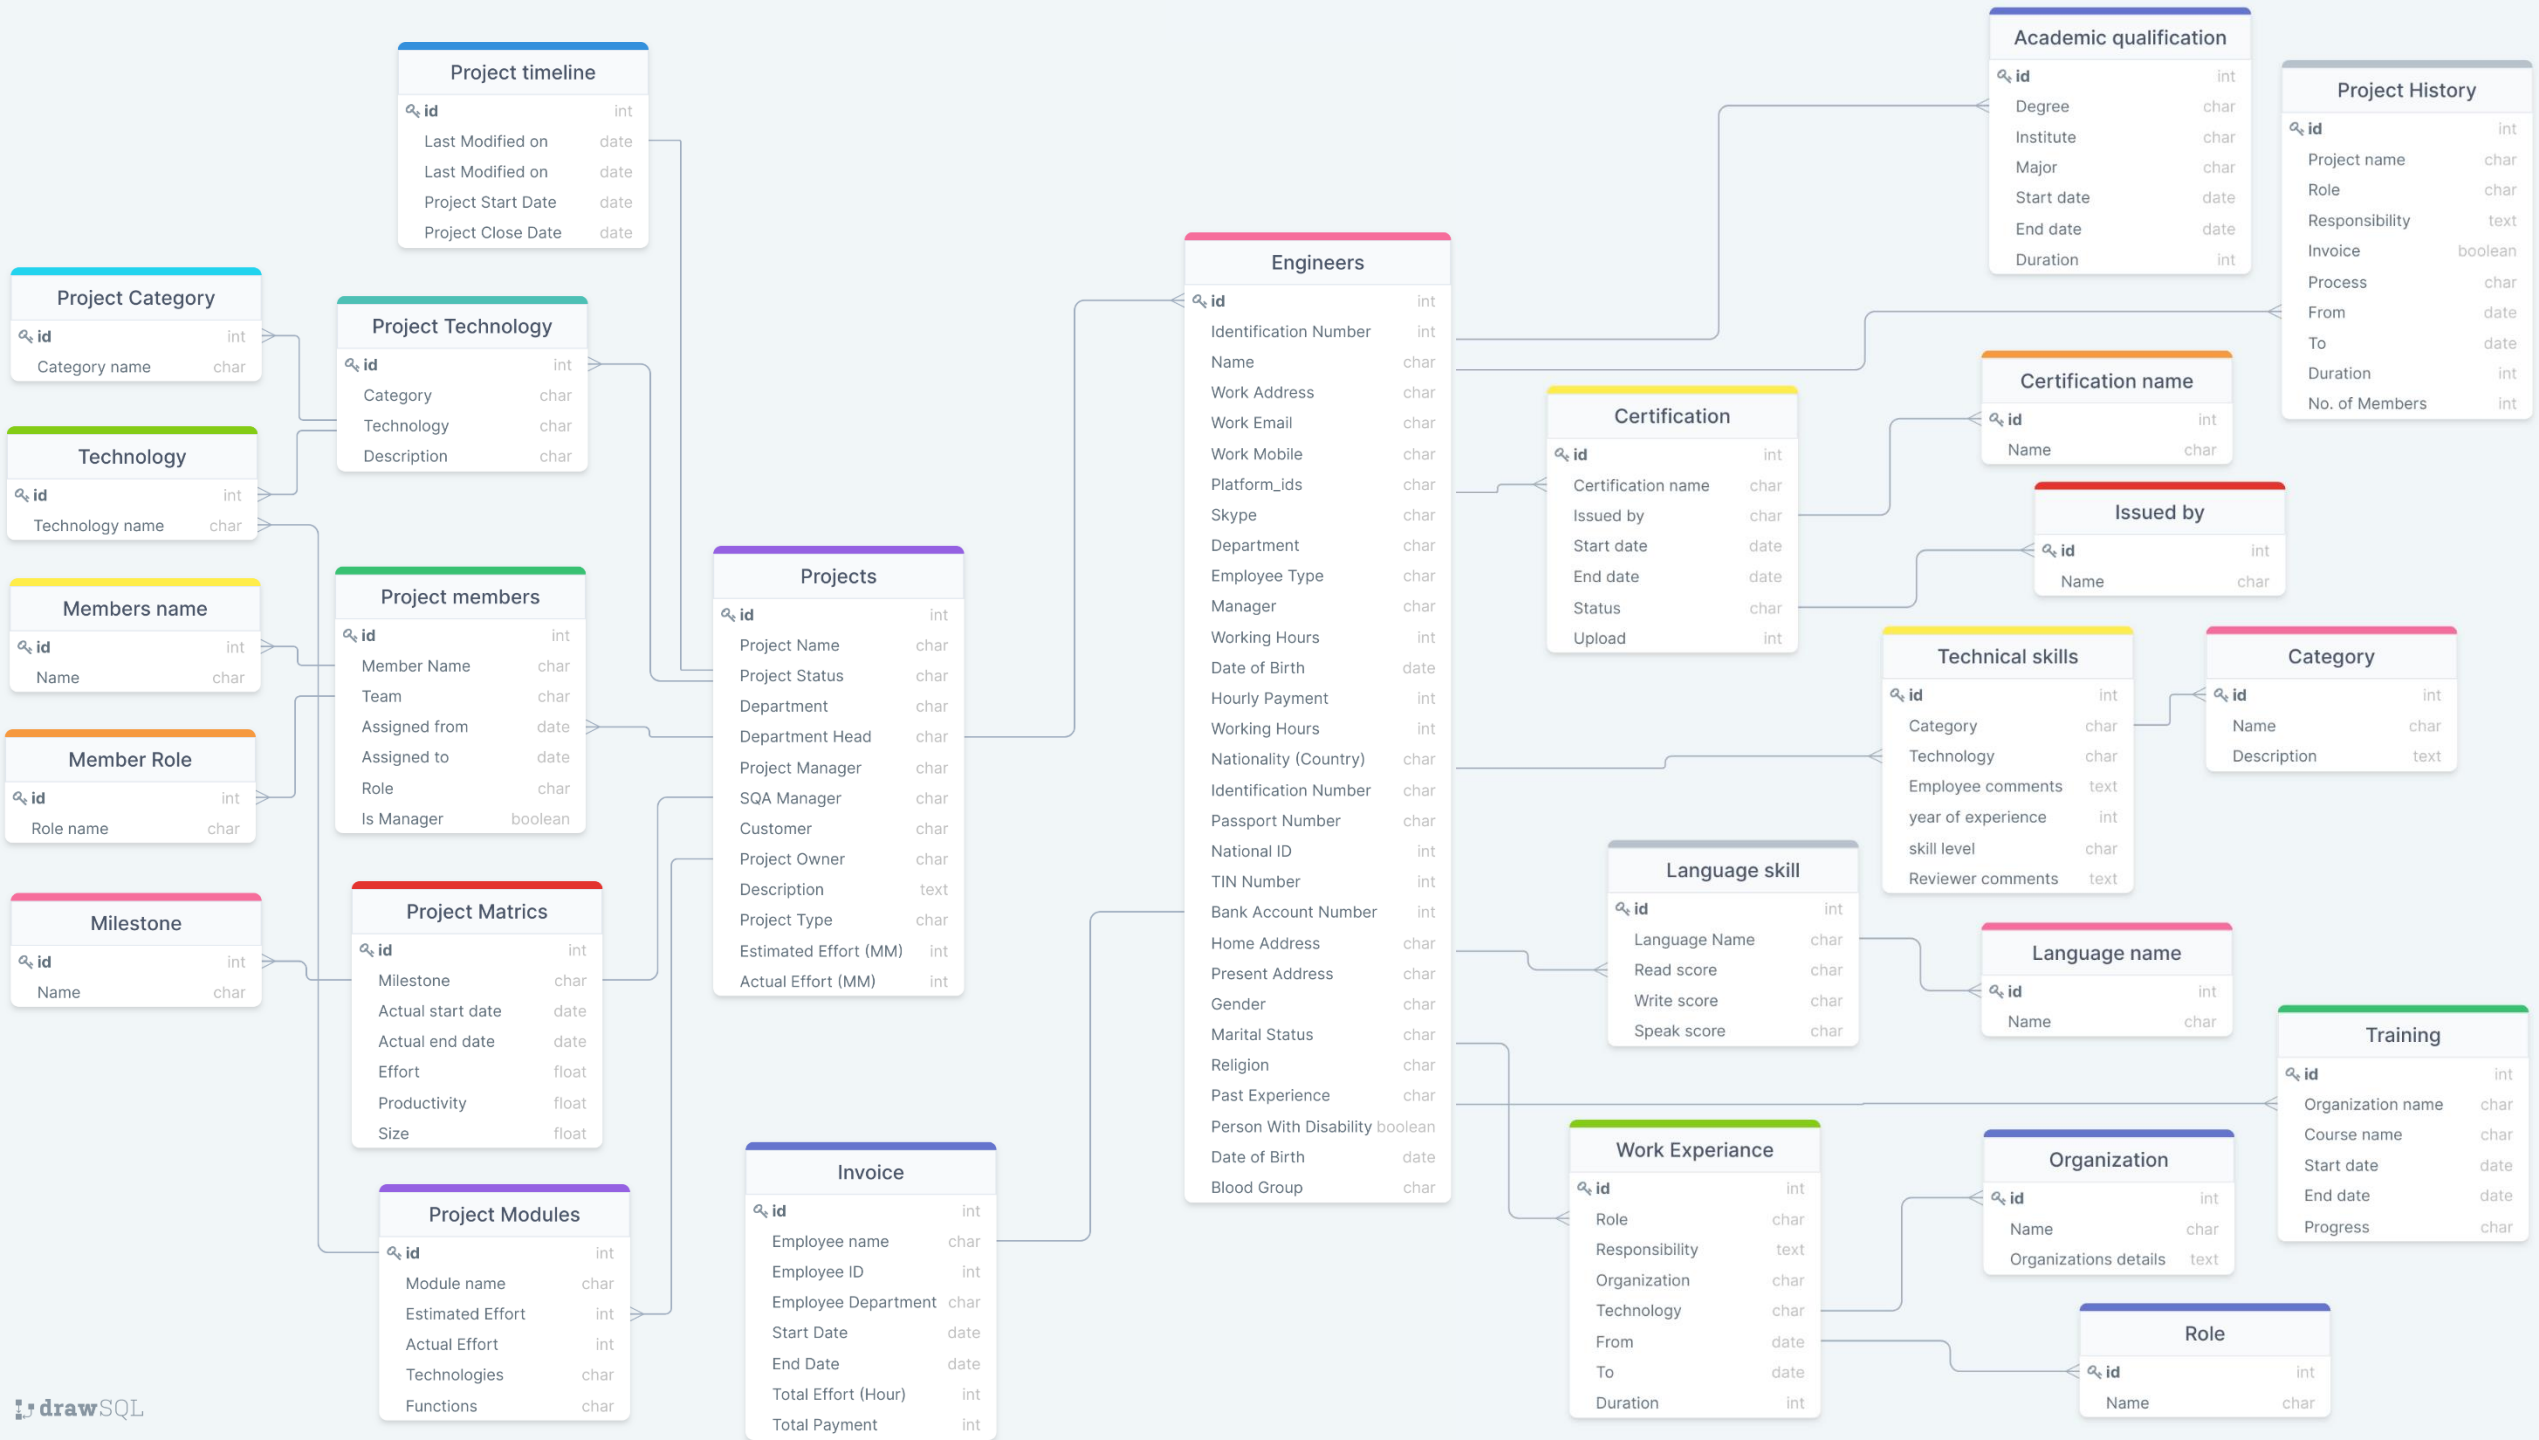 Project timeline
id int
Last Modified on date
Last Modified on date
Project Start Date date
Project Close Date date
Project Category
id int
Category name char
Project Technology
id int
Category char
Technology char
Description char
Technology
id int
Technology name char
Members name
id int
Name char
Project members
id int
Member Name char
Team char
Assigned from date
Assigned to date
Role char
Is Manager boolean
Member Role
id int
Role name char
Milestone
id int
Name char
Project Matrics
id int
Milestone char
Actual start date date
Actual end date date
Effort float
Productivity float
Size float
Project Modules
id int
Module name char
Estimated Effort int
Actual Effort int
Technologies char
Functions char
Projects
id int
Project Name char
Project Status char
Department char
Department Head char
Project Manager char
SQA Manager char
Customer char
Project Owner char
Description text
Project Type char
Estimated Effort (MM) int
Actual Effort (MM) int
Invoice
id int
Employee name char
Employee ID int
Employee Department char
Start Date date
End Date date
Total Effort (Hour) int
Total Payment int
Engineers
id int
Identification Number int
Name char
Work Address char
Work Email char
Work Mobile char
Platform_ids char
Skype char
Department char
Employee Type char
Manager char
Working Hours int
Date of Birth date
Hourly Payment int
Working Hours int
Nationality (Country) char
Identification Number char
Passport Number char
National ID int
TIN Number int
Bank Account Number int
Home Address char
Present Address char
Gender char
Marital Status char
Religion char
Past Experience char
Person With Disability boolean
Date of Birth date
Blood Group char
Academic qualification
id int
Degree char
Institute char
Major char
Start date date
End date date
Duration int
Project History
id int
Project name char
Role char
Responsibility text
Invoice boolean
Process char
From date
To date
Duration int
No. of Members int
Certification
id int
Certification name char
Issued by char
Start date date
End date date
Status char
Upload int
Certification name
id int
Name char
Issued by
id int
Name char
Technical skills
id int
Category char
Technology char
Employee comments text
year of experience int
skill level char
Reviewer comments text
Category
id int
Name char
Description text
Language skill
id int
Language Name char
Read score char
Write score char
Speak score char
Language name
id int
Name char
Training
id int
Organization name char
Course name char
Start date date
End date date
Progress char
Work Experiance
id int
Role char
Responsibility text
Organization char
Technology char
From date
To date
Duration int
Organization
id int
Name char
Organizations details text
Role
id int
Name char
drawSQL